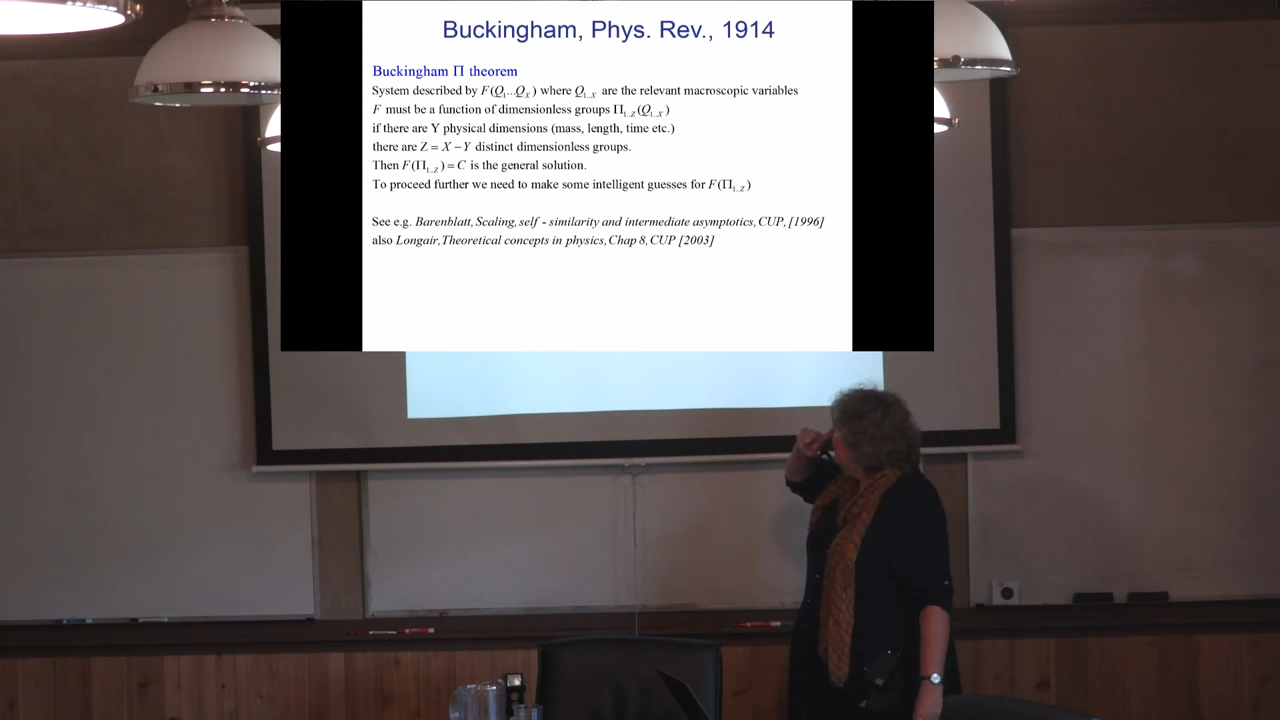 Buckingham, Phys. Rev., 1914
Buckingham Π theorem
System described by F(Q₁...Qₓ) where Q₁..ₓ are the relevant macroscopic variables
F must be a function of dimensionless groups Π₁..Z(Q₁..ₓ)
if there are Y physical dimensions (mass, length, time etc.)
there are Z = X − Y distinct dimensionless groups.
Then F(Π₁..Z) = C is the general solution.
To proceed further we need to make some intelligent guesses for F(Π₁..Z)
See e.g. Barenblatt, Scaling, self - similarity and intermediate asymptotics, CUP, [1996]
also Longair, Theoretical concepts in physics, Chap 8, CUP [2003]